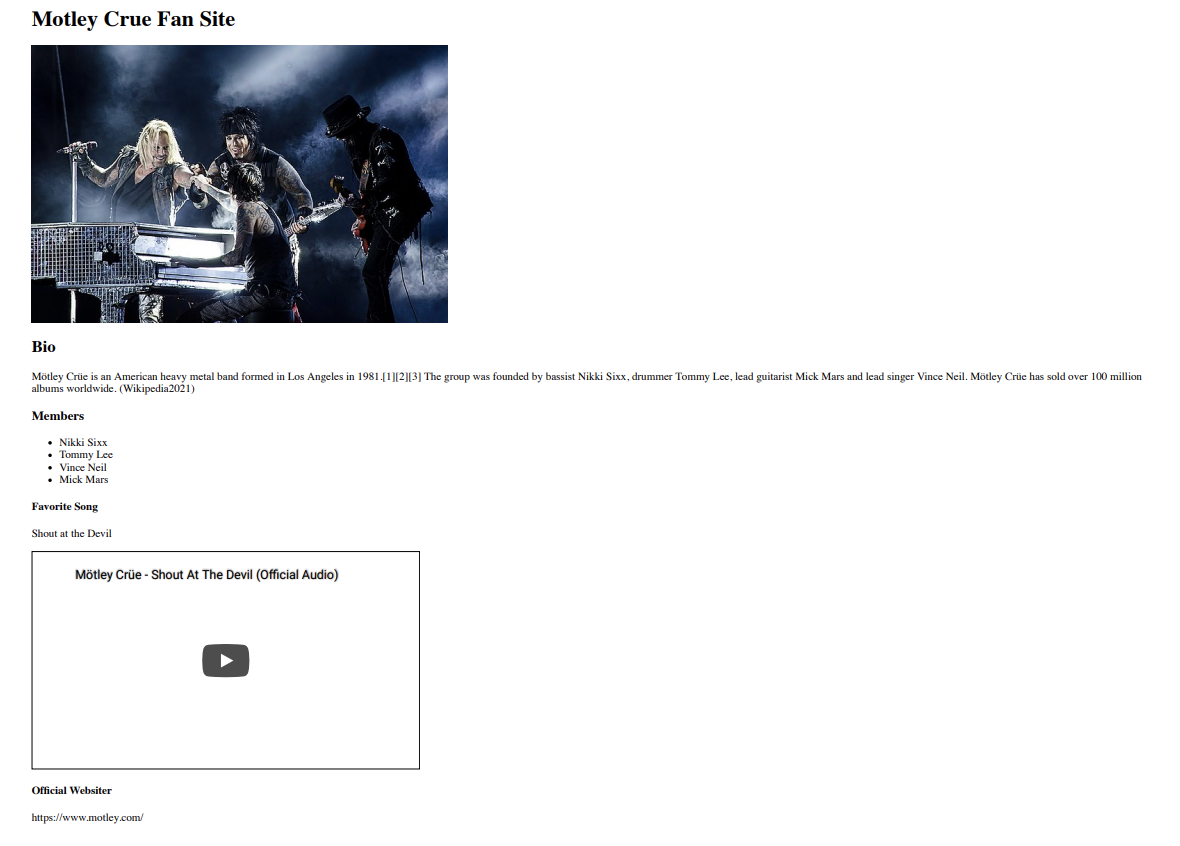 Motley Crue Fan Site
Bio
Mötley Crüe is an American heavy metal band formed in Los Angeles in 1981.[1][2][3] The group was founded by bassist Nikki Sixx, drummer Tommy Lee, lead guitarist Mick Mars and lead singer Vince Neil. Mötley Crüe has sold over 100 million
albums worldwide. (Wikipedia2021)
Members
• Nikki Sixx
• Tommy Lee
• Vince Neil
• Mick Mars
Favorite Song
Shout at the Devil
Mötley Crüe - Shout At The Devil (Official Audio)
Official Websiter
https://www.motley.com/